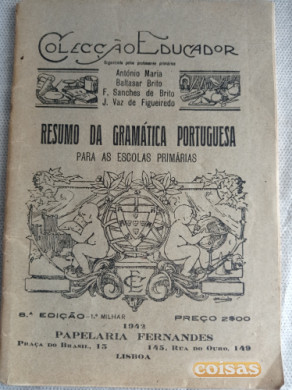 COLECÇÃO EDUCADOR
Organizada pelos professores primários
António Maria
Baltasar Brito
F. Sanches de Brito
J. Vaz de Figueiredo
RESUMO DA GRAMÁTICA PORTUGUESA
PARA AS ESCOLAS PRIMÁRIAS
8.ª EDIÇÃO - 1.º MILHAR
PREÇO 2$00
1943
PAPELARIA FERNANDES
PRAÇA DO BRASIL, 15
145, RUA DO OURO, 149
LISBOA
coisas